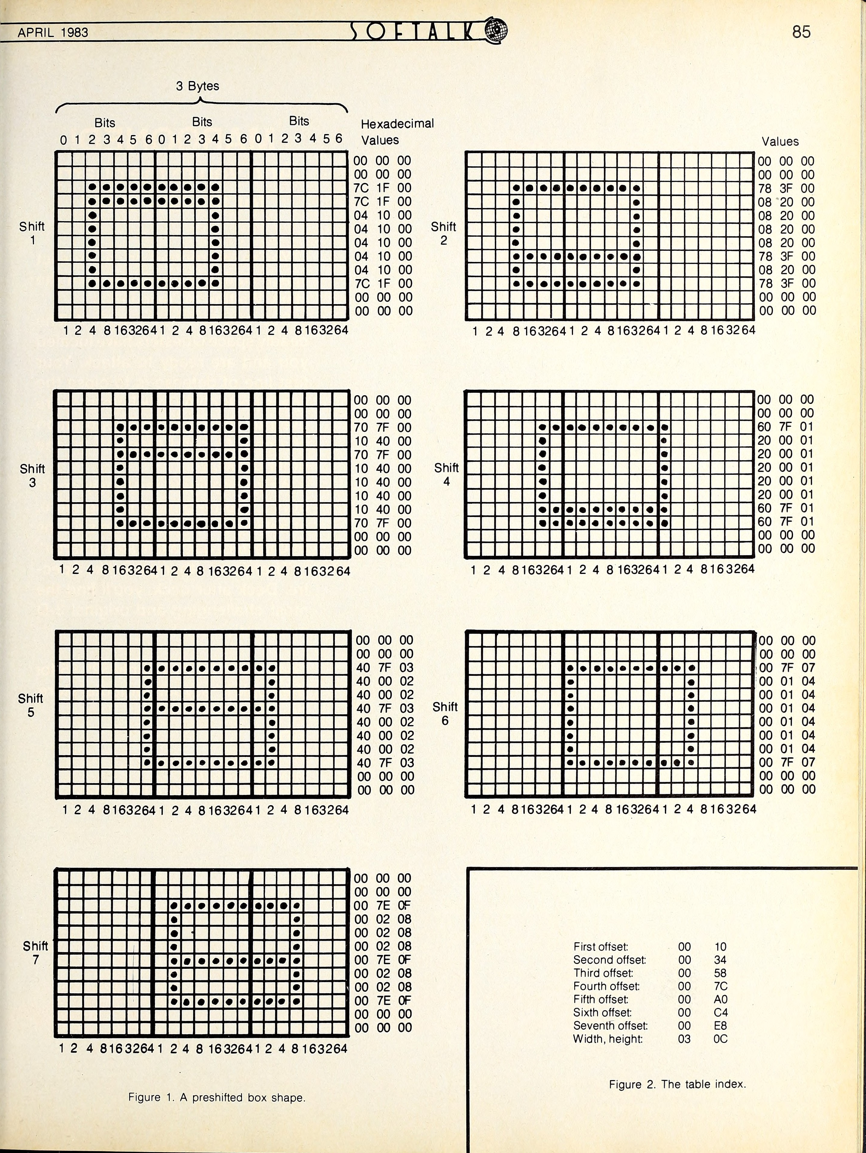 APRIL 1983
SOFTALK
85
3 Bytes
Bits Bits Bits
0 1 2 3 4 5 6 0 1 2 3 4 5 6 0 1 2 3 4 5 6
Hexadecimal
Values
Shift
1
00 00 00
00 00 00
7C 1F 00
7C 1F 00
04 10 00
04 10 00
04 10 00
04 10 00
04 10 00
7C 1F 00
00 00 00
00 00 00
1 2 4 8 16 32 64 1 2 4 8 16 32 64 1 2 4 8 16 32 64
Values
Shift
2
00 00 00
00 00 00
78 3F 00
08 20 00
08 20 00
08 20 00
08 20 00
78 3F 00
08 20 00
78 3F 00
00 00 00
00 00 00
1 2 4 8 16 32 64 1 2 4 8 16 32 64 1 2 4 8 16 32 64
Shift
3
00 00 00
00 00 00
70 7F 00
10 40 00
70 7F 00
10 40 00
10 40 00
10 40 00
10 40 00
70 7F 00
00 00 00
00 00 00
1 2 4 8 16 32 64 1 2 4 8 16 32 64 1 2 4 8 16 32 64
Shift
4
00 00 00
00 00 00
60 7F 01
20 00 01
20 00 01
20 00 01
20 00 01
20 00 01
60 7F 01
60 7F 01
00 00 00
00 00 00
1 2 4 8 16 32 64 1 2 4 8 16 32 64 1 2 4 8 16 32 64
Shift
5
00 00 00
00 00 00
40 7F 03
40 00 02
40 00 02
40 7F 03
40 00 02
40 00 02
40 00 02
40 7F 03
00 00 00
00 00 00
1 2 4 8 16 32 64 1 2 4 8 16 32 64 1 2 4 8 16 32 64
Shift
6
00 00 00
00 00 00
00 7F 07
00 01 04
00 01 04
00 01 04
00 01 04
00 01 04
00 01 04
00 7F 07
00 00 00
00 00 00
1 2 4 8 16 32 64 1 2 4 8 16 32 64 1 2 4 8 16 32 64
Shift
7
00 00 00
00 00 00
00 7E 0F
00 02 08
00 02 08
00 02 08
00 7E 0F
00 02 08
00 02 08
00 7E 0F
00 00 00
00 00 00
1 2 4 8 16 32 64 1 2 4 8 16 32 64 1 2 4 8 16 32 64
Figure 1. A preshifted box shape.
First offset: 00 10
Second offset: 00 34
Third offset: 00 58
Fourth offset: 00 7C
Fifth offset: 00 A0
Sixth offset: 00 C4
Seventh offset: 00 E8
Width, height: 03 0C
Figure 2. The table index.